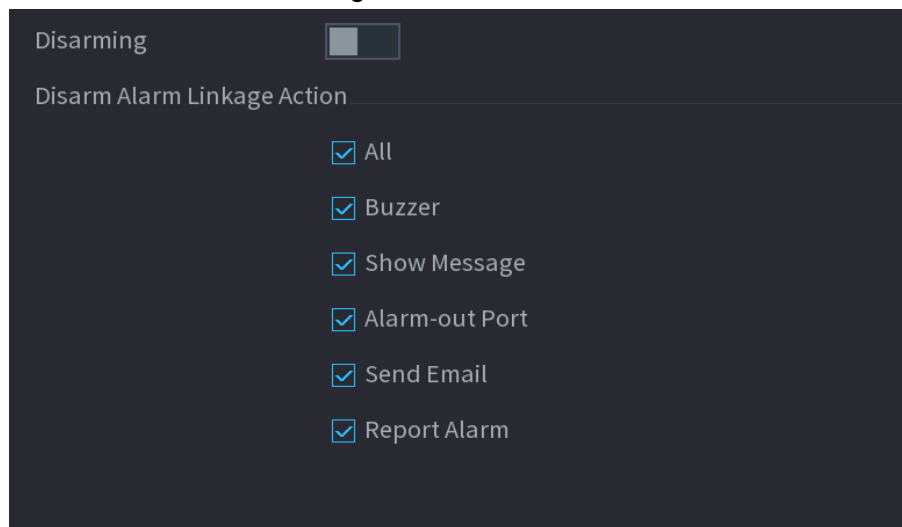 Disarming
Disarm Alarm Linkage Action
All
Buzzer
Show Message
Alarm-out Port
Send Email
Report Alarm